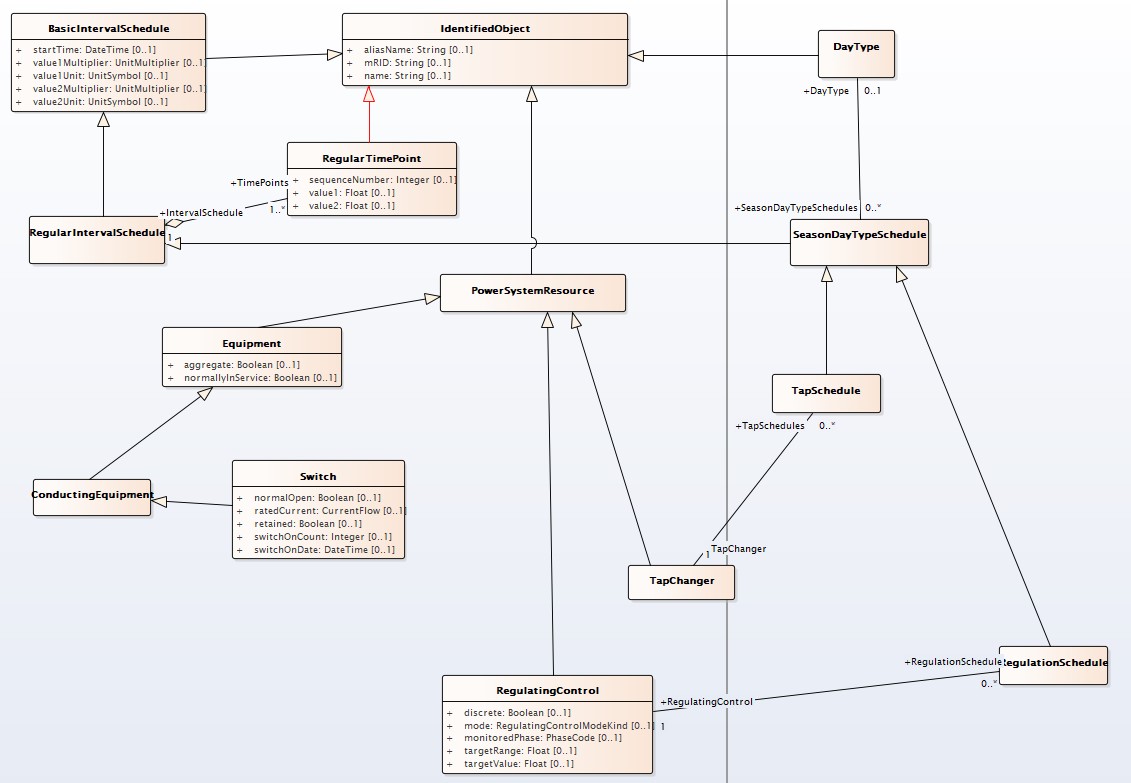 BasicIntervalSchedule
+ startTime: DateTime [0..1]
+ value1Multiplier: UnitMultiplier [0..1]
+ value1Unit: UnitSymbol [0..1]
+ value2Multiplier: UnitMultiplier [0..1]
+ value2Unit: UnitSymbol [0..1]
IdentifiedObject
+ aliasName: String [0..1]
+ mRID: String [0..1]
+ name: String [0..1]
DayType
+DayType 0..1
RegularTimePoint
+ sequenceNumber: Integer [0..1]
+ value1: Float [0..1]
+ value2: Float [0..1]
+TimePoints
1..*
+IntervalSchedule
1
RegularIntervalSchedule
+SeasonDayTypeSchedules 0..*
SeasonDayTypeSchedule
PowerSystemResource
Equipment
+ aggregate: Boolean [0..1]
+ normallyInService: Boolean [0..1]
TapSchedule
+TapSchedules 0..*
ConductingEquipment
Switch
+ normalOpen: Boolean [0..1]
+ ratedCurrent: CurrentFlow [0..1]
+ retained: Boolean [0..1]
+ switchOnCount: Integer [0..1]
+ switchOnDate: DateTime [0..1]
TapChanger
1
TapChanger
+RegulationSchedule
RegulationSchedule
0..*
RegulatingControl
+ discrete: Boolean [0..1]
+ mode: RegulatingControlModeKind [0..1]
+ monitoredPhase: PhaseCode [0..1]
+ targetRange: Float [0..1]
+ targetValue: Float [0..1]
+RegulatingControl
1